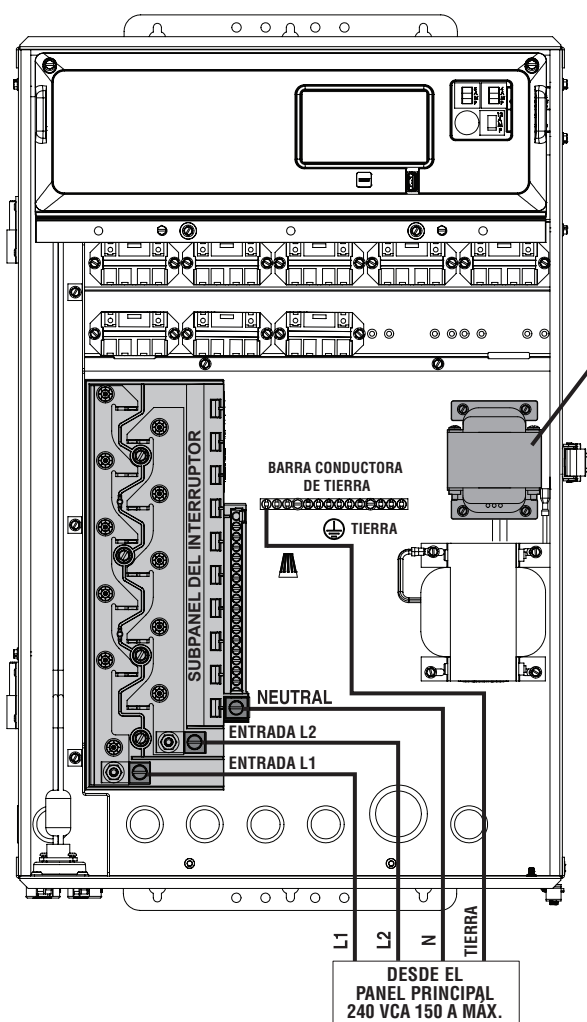 SUBPANEL DEL INTERRUPTOR
BARRA CONDUCTORA
DE TIERRA
TIERRA
NEUTRAL
ENTRADA L2
ENTRADA L1
L1
L2
N
TIERRA
DESDE EL
PANEL PRINCIPAL
240 VCA 150 A MÁX.